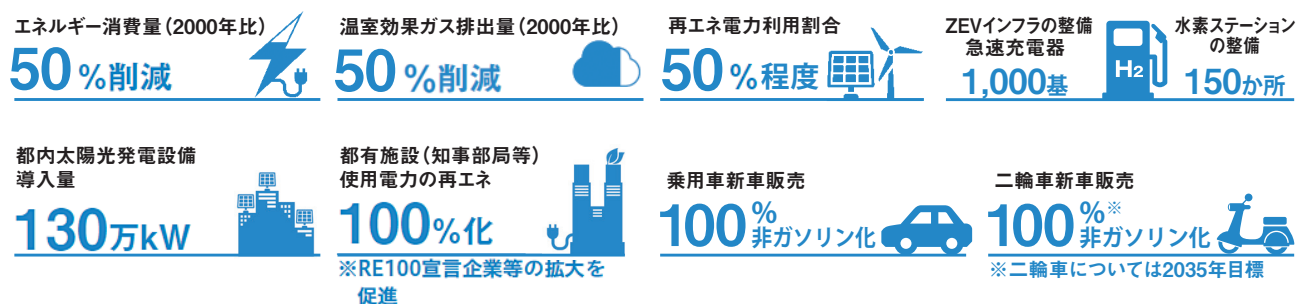 エネルギー消費量(2000年比)
50%削減
温室効果ガス排出量(2000年比)
50%削減
再エネ電力利用割合
50%程度
ZEVインフラの整備
急速充電器
1,000基
H2
水素ステーション
の整備
150か所
都内太陽光発電設備
導入量
130万kW
都有施設(知事部局等)
使用電力の再エネ
100%化
※RE100宣言企業等の拡大を
促進
乗用車新車販売
100%
非ガソリン化
二輪車新車販売
100%※
非ガソリン化
※二輪車については2035年目標